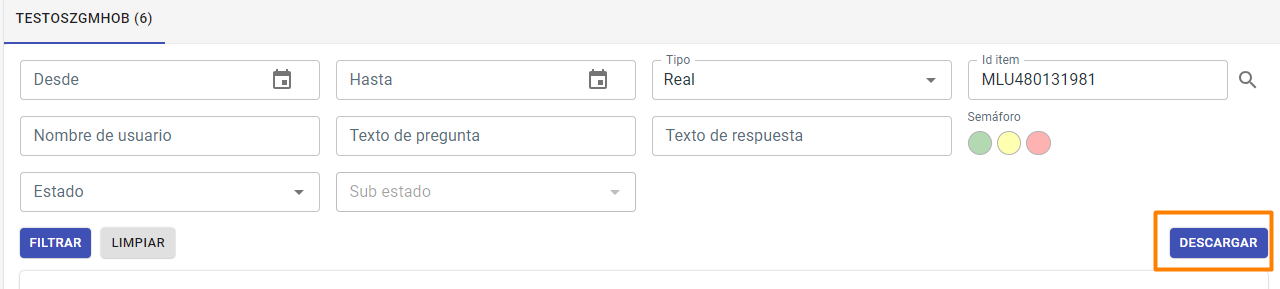 TESTOSZGMHOB (6)
Desde
Hasta
Tipo
Real
Id item
MLU480131981
Nombre de usuario
Texto de pregunta
Texto de respuesta
Semáforo
Estado
Sub estado
FILTRAR
LIMPIAR
DESCARGAR